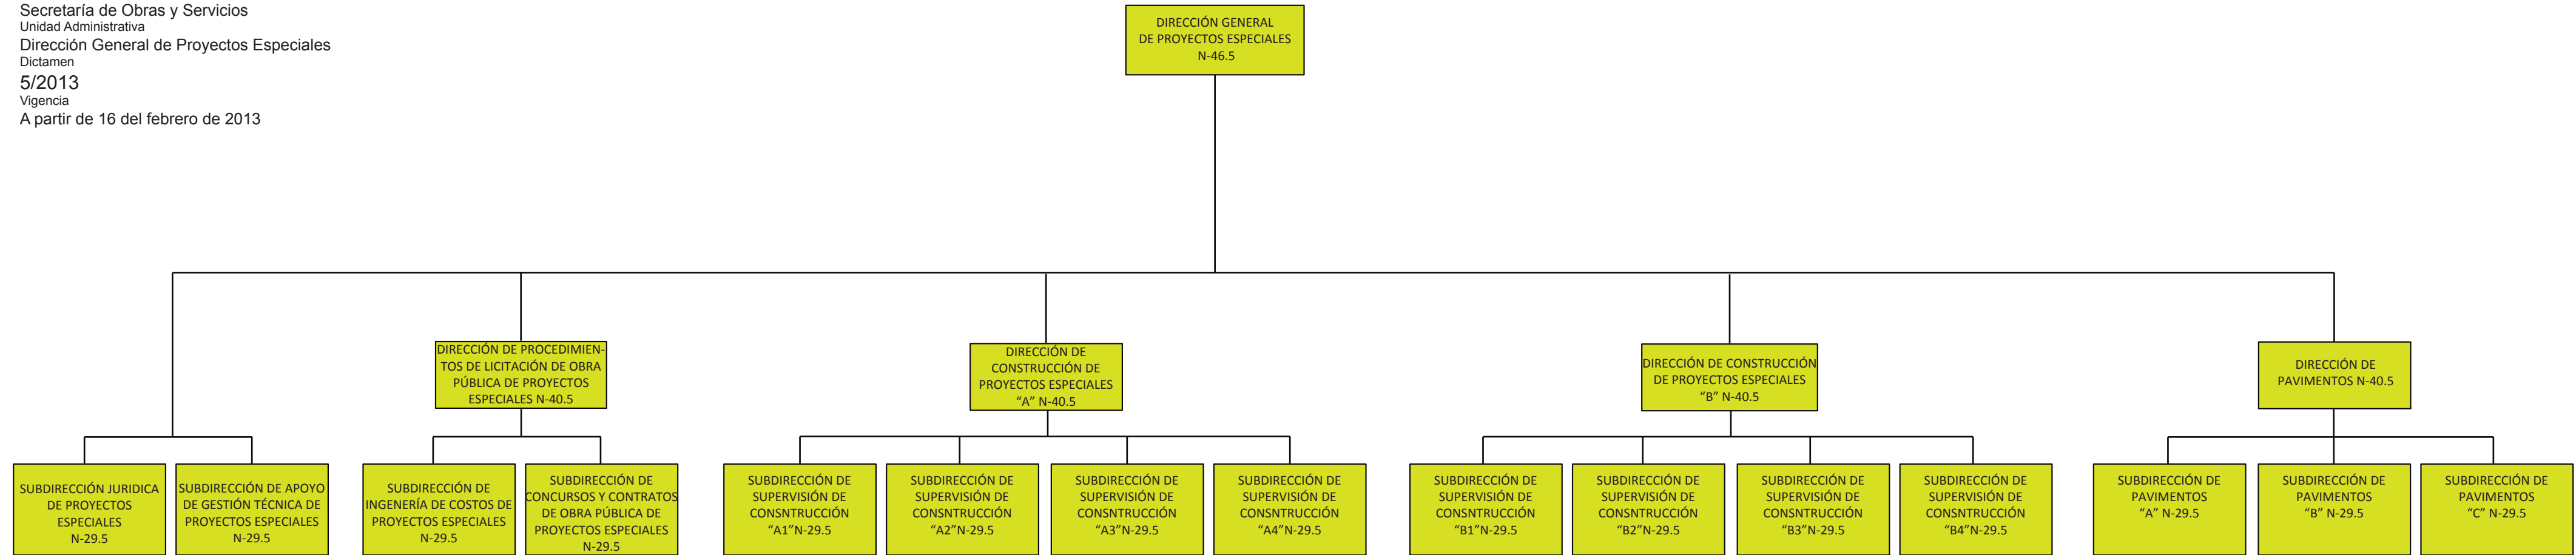 Secretaría de Obras y Servicios
Unidad Administrativa
Dirección General de Proyectos Especiales
Dictamen
5/2013
Vigencia
A partir de 16 del febrero de 2013
DIRECCIÓN GENERAL
DE PROYECTOS ESPECIALES
N-46.5
DIRECCIÓN DE PROCEDIMIEN-
TOS DE LICITACIÓN DE OBRA
PÚBLICA DE PROYECTOS
ESPECIALES N-40.5
DIRECCIÓN DE
CONSTRUCCIÓN DE
PROYECTOS ESPECIALES
“A” N-40.5
DIRECCIÓN DE CONSTRUCCIÓN
DE PROYECTOS ESPECIALES
“B” N-40.5
DIRECCIÓN DE
PAVIMENTOS N-40.5
SUBDIRECCIÓN JURIDICA
DE PROYECTOS
ESPECIALES
N-29.5
SUBDIRECCIÓN DE APOYO
DE GESTIÓN TÉCNICA DE
PROYECTOS ESPECIALES
N-29.5
SUBDIRECCIÓN DE
INGENERÍA DE COSTOS DE
PROYECTOS ESPECIALES
N-29.5
SUBDIRECCIÓN DE
CONCURSOS Y CONTRATOS
DE OBRA PÚBLICA DE
PROYECTOS ESPECIALES
N-29.5
SUBDIRECCIÓN DE
SUPERVISIÓN DE
CONSNTRUCCIÓN
“A1”N-29.5
SUBDIRECCIÓN DE
SUPERVISIÓN DE
CONSNTRUCCIÓN
“A2”N-29.5
SUBDIRECCIÓN DE
SUPERVISIÓN DE
CONSNTRUCCIÓN
“A3”N-29.5
SUBDIRECCIÓN DE
SUPERVISIÓN DE
CONSNTRUCCIÓN
“A4”N-29.5
SUBDIRECCIÓN DE
SUPERVISIÓN DE
CONSNTRUCCIÓN
“B1”N-29.5
SUBDIRECCIÓN DE
SUPERVISIÓN DE
CONSNTRUCCIÓN
“B2”N-29.5
SUBDIRECCIÓN DE
SUPERVISIÓN DE
CONSNTRUCCIÓN
“B3”N-29.5
SUBDIRECCIÓN DE
SUPERVISIÓN DE
CONSNTRUCCIÓN
“B4”N-29.5
SUBDIRECCIÓN DE
PAVIMENTOS
“A” N-29.5
SUBDIRECCIÓN DE
PAVIMENTOS
“B” N-29.5
SUBDIRECCIÓN DE
PAVIMENTOS
“C” N-29.5